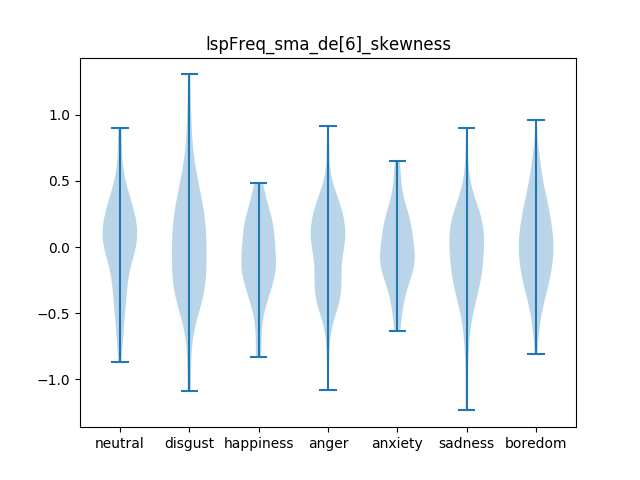 lspFreq_sma_de[6]_skewness
1.0
0.5
0.0
−0.5
−1.0
neutral disgust happiness anger anxiety sadness boredom